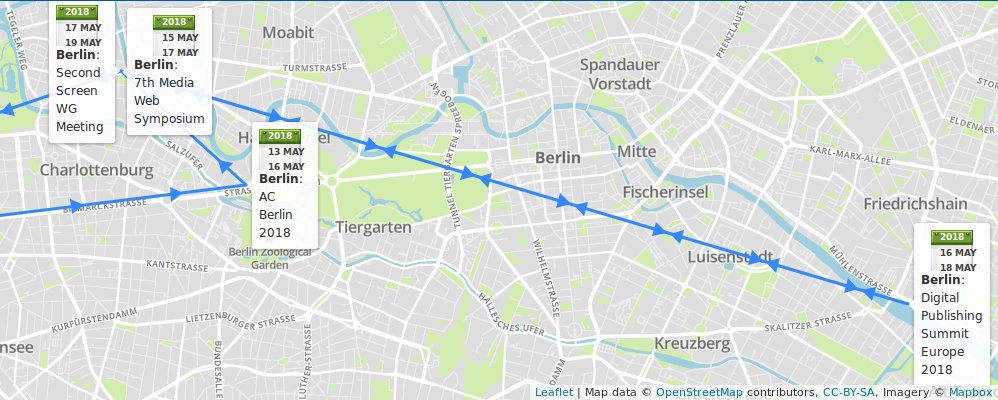 2018
17 MAY
19 MAY
Berlin:
Second
Screen
WG
Meeting
2018
15 MAY
17 MAY
Berlin:
7th Media
Web
Symposium
2018
13 MAY
16 MAY
Berlin:
AC
Berlin
2018
2018
16 MAY
18 MAY
Berlin:
Digital
Publishing
Summit
Europe
2018
TEGELER WEG
Moabit
TURMSTRASSE
Spandauer
Vorstadt
PRENZLAUER
SALZUFER
TUNNEL TIERGARTEN SPREEBOGEN
Berlin
Mitte
KARL-MARX-ALLEE
ELDENAER
Charlottenburg
BISMARCKSTRASSE
Fischerinsel
Friedrichshain
Tiergarten
Berlin Zoological
Garden
KANTSTRASSE
WILHELMSTRASSE
Luisenstadt
MÜHLENSTRASSE
HALLESCHES UFER
KURFÜRSTENDAMM
LIETZENBURGER STRASSE
SKALITZER STRASSE
Kreuzberg
nsee
BUNDESALLE
LUTHER-STRASSE
DAMM
Leaflet | Map data © OpenStreetMap contributors, CC-BY-SA, Imagery © Mapbox